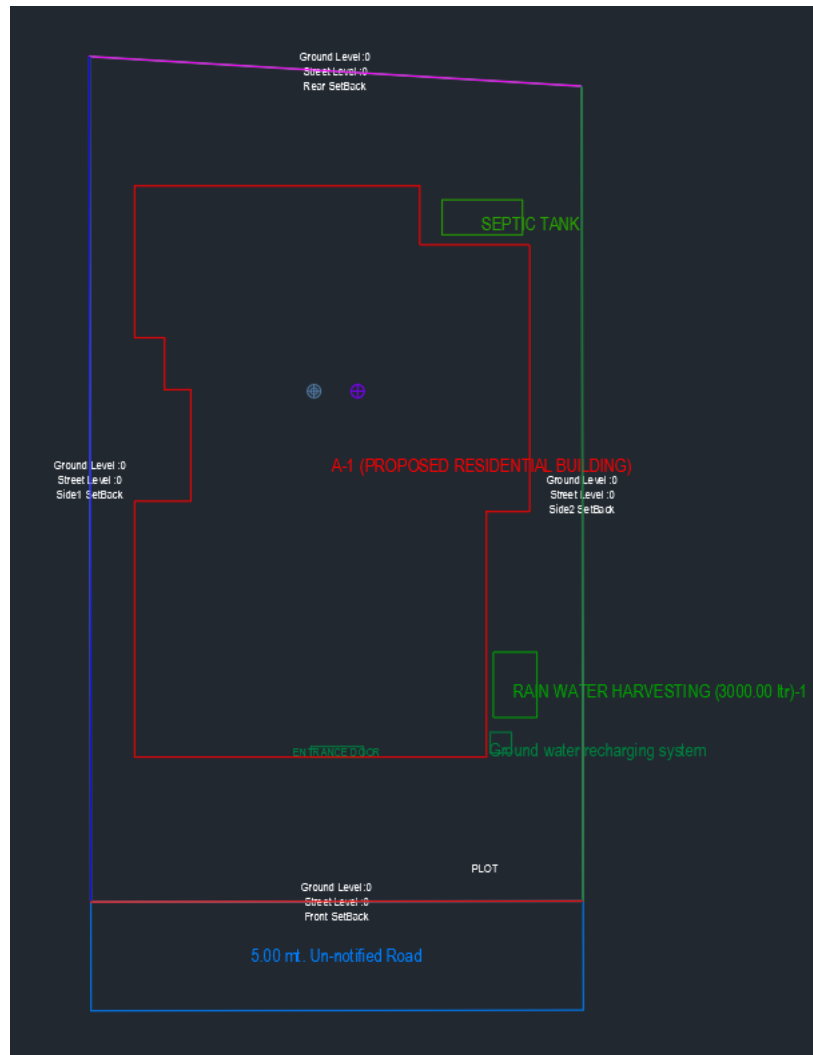 Ground Level :0
Street Level :0
Rear SetBack
SEPTIC TANK
A-1 (PROPOSED RESIDENTIAL BUILDING)
Ground Level :0
Street Level :0
Side1 SetBack
Ground Level :0
Street Level :0
Side2 SetBack
RAIN WATER HARVESTING (3000.00 ltr)-1
ENTRANCE DOOR
Ground water recharging system
PLOT
Ground Level :0
Street Level :0
Front SetBack
5.00 mt. Un-notified Road